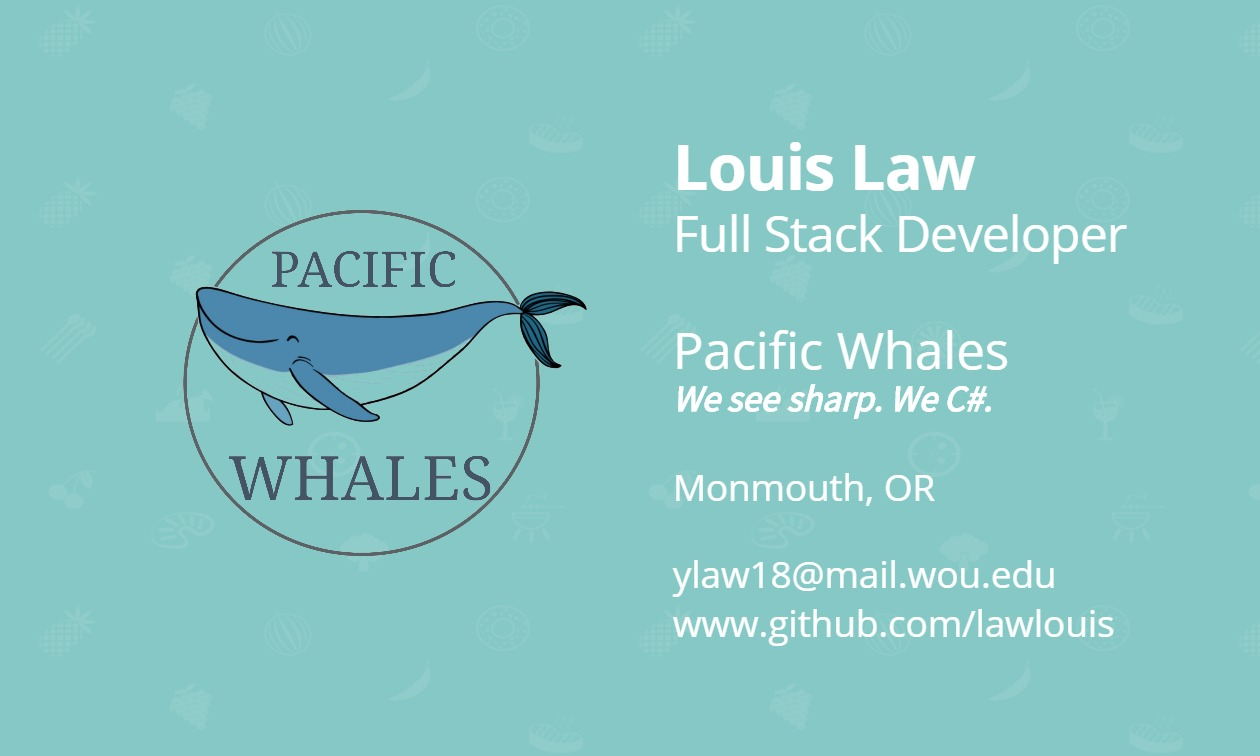 PACIFIC
WHALES
Louis Law
Full Stack Developer
Pacific Whales
We see sharp. We C#.
Monmouth, OR
ylaw18@mail.wou.edu
www.github.com/lawlouis